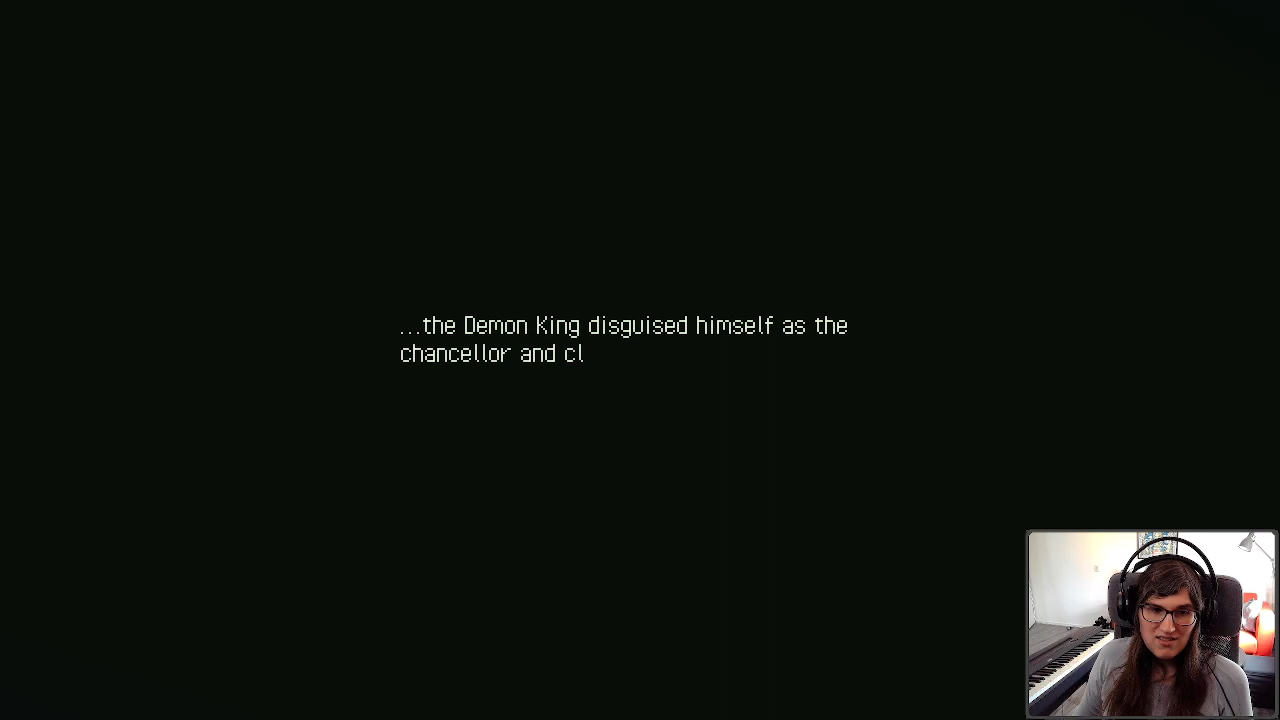 ...the Demon King disguised himself as the
chancellor and cl